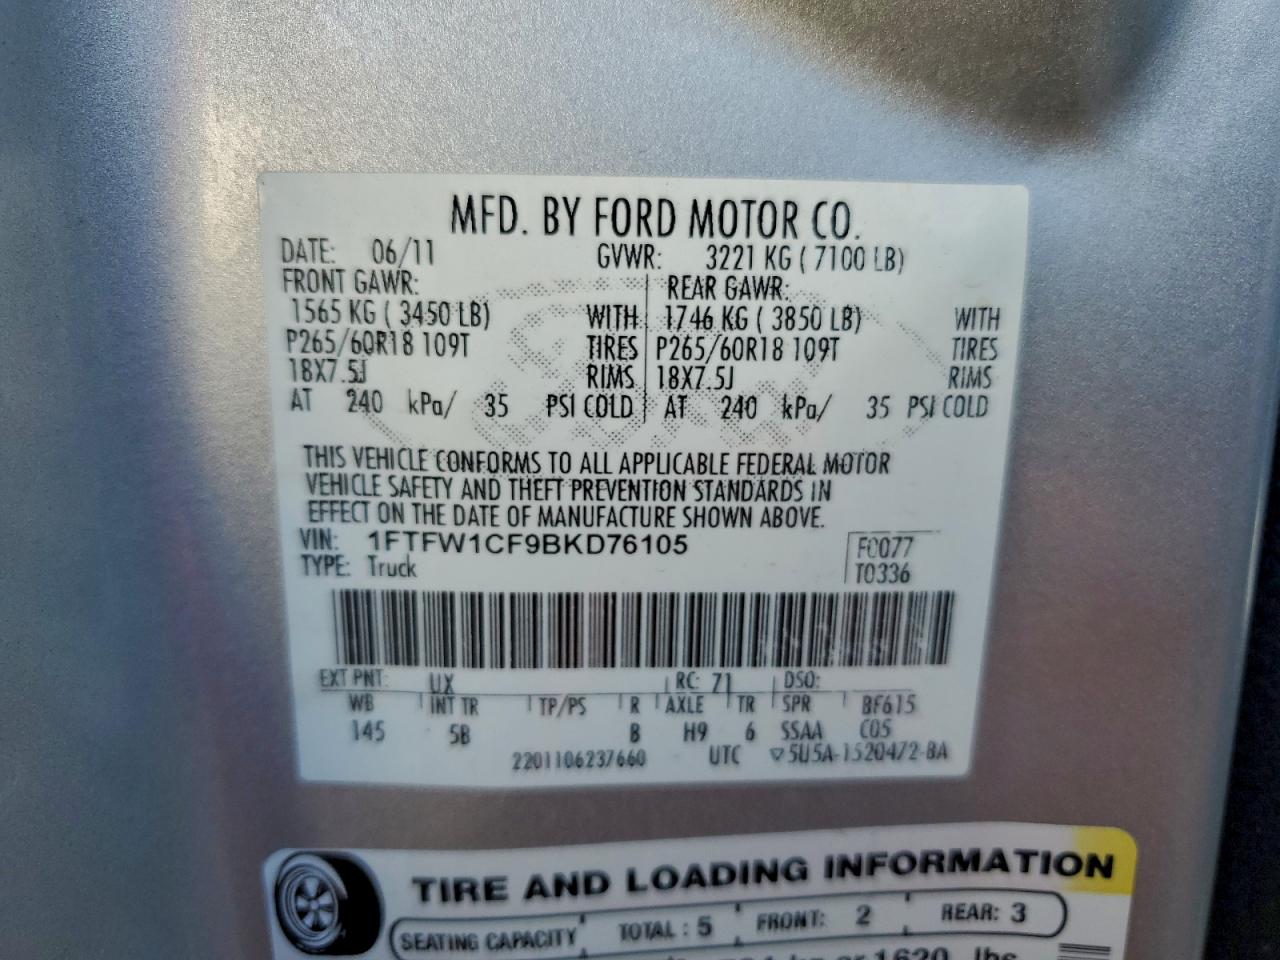 MFD. BY FORD MOTOR CO.
DATE: 06/11 GVWR: 3221 KG ( 7100 LB)
FRONT GAWR: REAR GAWR:
1565 KG ( 3450 LB) WITH 1746 KG ( 3850 LB) WITH
P265/60R18 109T TIRES P265/60R18 109T TIRES
18X7.5J RIMS 18X7.5J RIMS
AT 240 kPa/ 35 PSI COLD AT 240 kPa/ 35 PSI COLD
THIS VEHICLE CONFORMS TO ALL APPLICABLE FEDERAL MOTOR
VEHICLE SAFETY AND THEFT PREVENTION STANDARDS IN
EFFECT ON THE DATE OF MANUFACTURE SHOWN ABOVE.
VIN: 1FTFW1CF9BKD76105 FC077
TYPE: Truck T0336
EXT PNT: UX RC: 71 DSO:
WB INT TR TP/PS R AXLE TR SPR BF615
145 5B B H9 6 SSAA C05
2201106237660 UTC ▽5U5A-1520472-BA
TIRE AND LOADING INFORMATION
SEATING CAPACITY TOTAL : 5 FRONT: 2 REAR: 3
or 1620 lbs